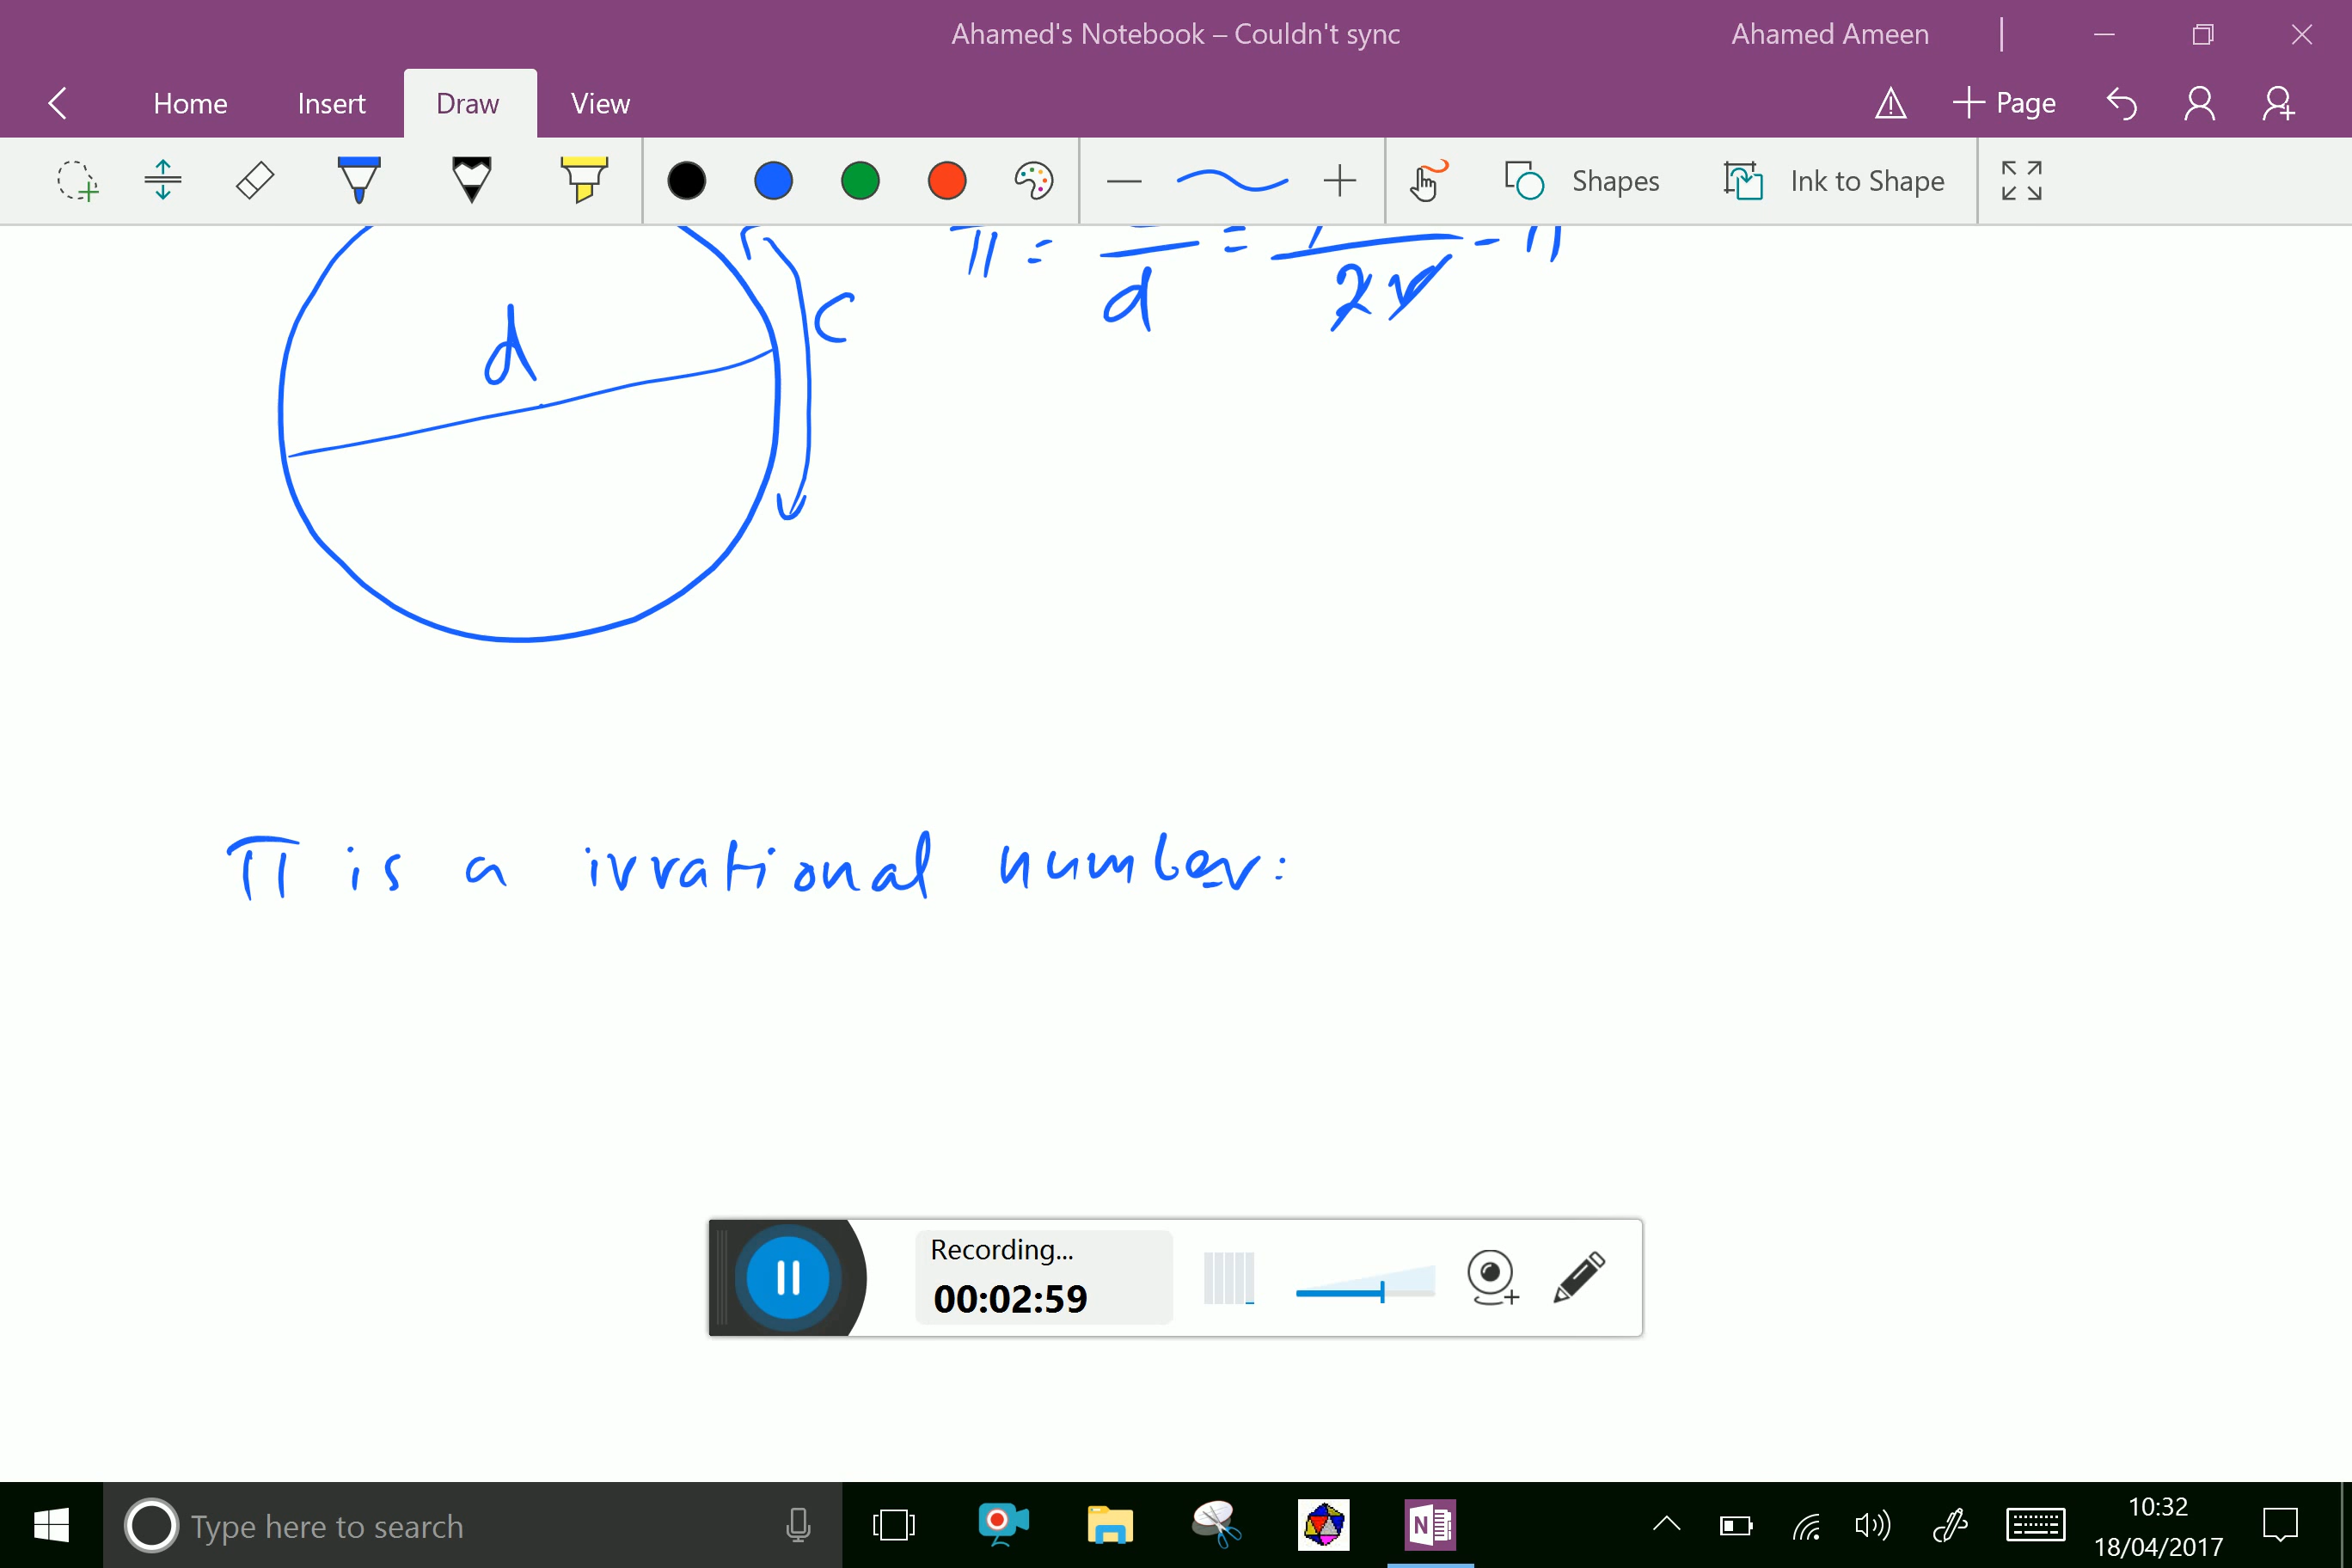 Ahamed's Notebook – Couldn't sync
Ahamed Ameen
Home Insert Draw View
Page
Shapes Ink to Shape
π = / d = / 2r = π
d
c
π is a irrational number:
Recording...
00:02:59
Type here to search
N
10:32
18/04/2017